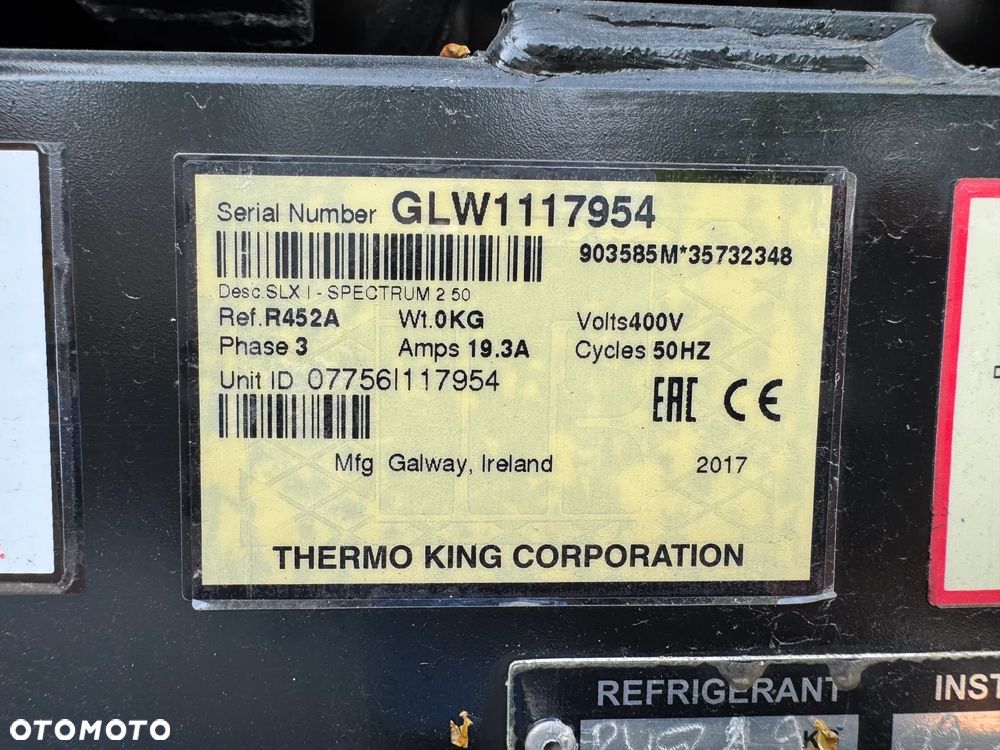 Serial Number GLW1117954
903585M*35732348
Desc.SLX I - SPECTRUM 2 50
Ref.R452A Wt.0KG Volts400V
Phase 3 Amps 19.3A Cycles 50HZ
Unit ID 07756I117954
EAC CE
Mfg Galway, Ireland 2017
THERMO KING CORPORATION
REFRIGERANT INST
OTOMOTO